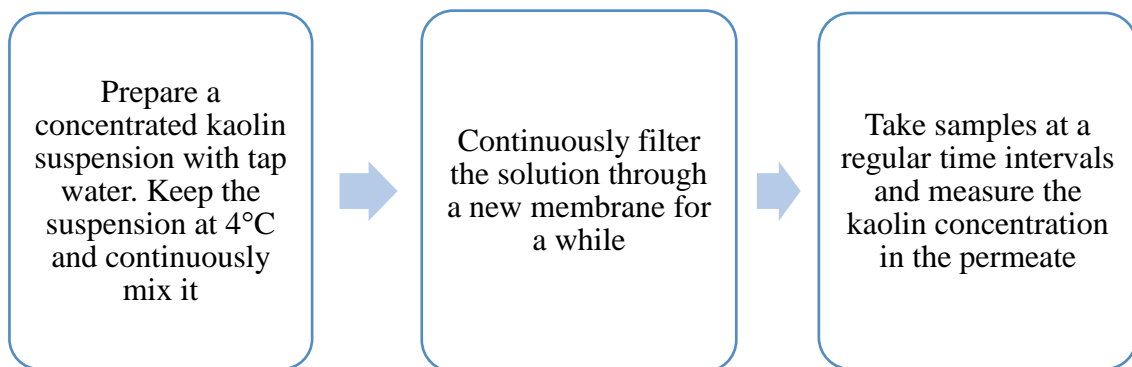 Prepare a
concentrated kaolin
suspension with tap
water. Keep the
suspension at 4°C
and continuously
mix it
Continuously filter
the solution through
a new membrane for
a while
Take samples at a
regular time intervals
and measure the
kaolin concentration
in the permeate